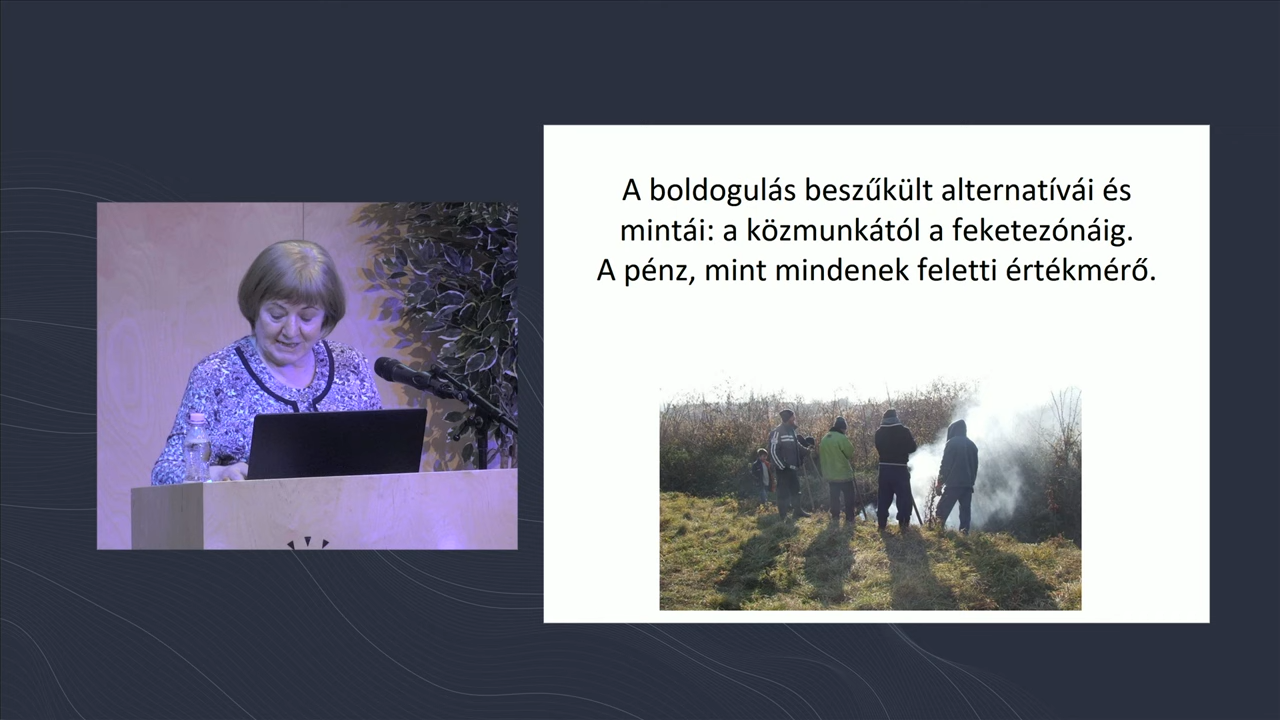 A boldogulás beszűkült alternatívái és
mintái: a közmunkától a feketezónáig.
A pénz, mint mindenek feletti értékmérő.